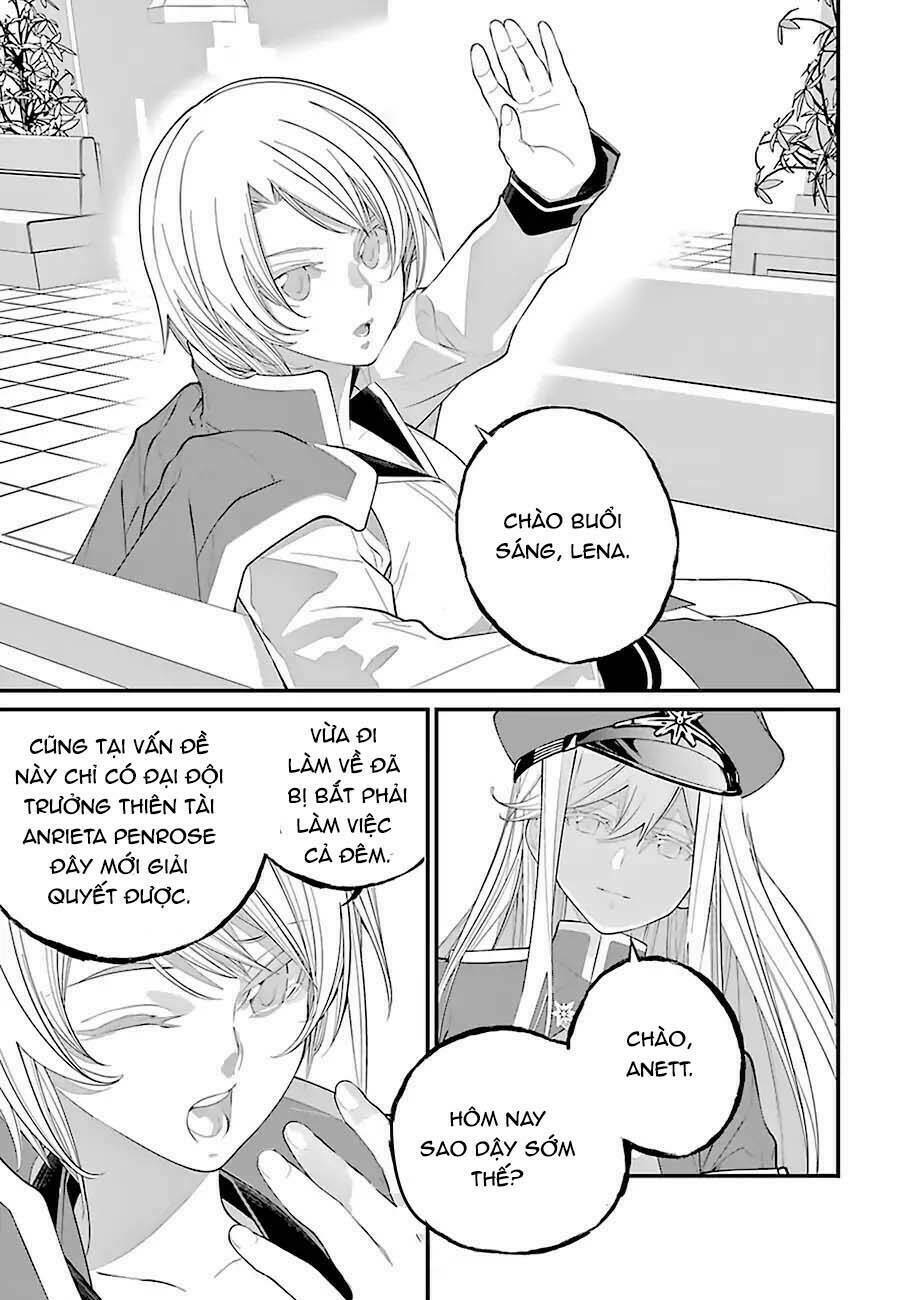 CHÀO BUỔI
SÁNG, LENA.
CHÀO,
ANETT.
HÔM NAY
SAO DẬY SỚM
THẾ?
VỪA ĐI
LÀM VỀ ĐÃ
BỊ BẮT PHẢI
LÀM VIỆC
CẢ ĐÊM.
CŨNG TẠI VẤN ĐỀ
NÀY CHỈ CÓ ĐẠI ĐỘI
TRƯỞNG THIÊN TÀI
ANRIETA PENROSE
ĐÂY MỚI GIẢI
QUYẾT ĐƯỢC.